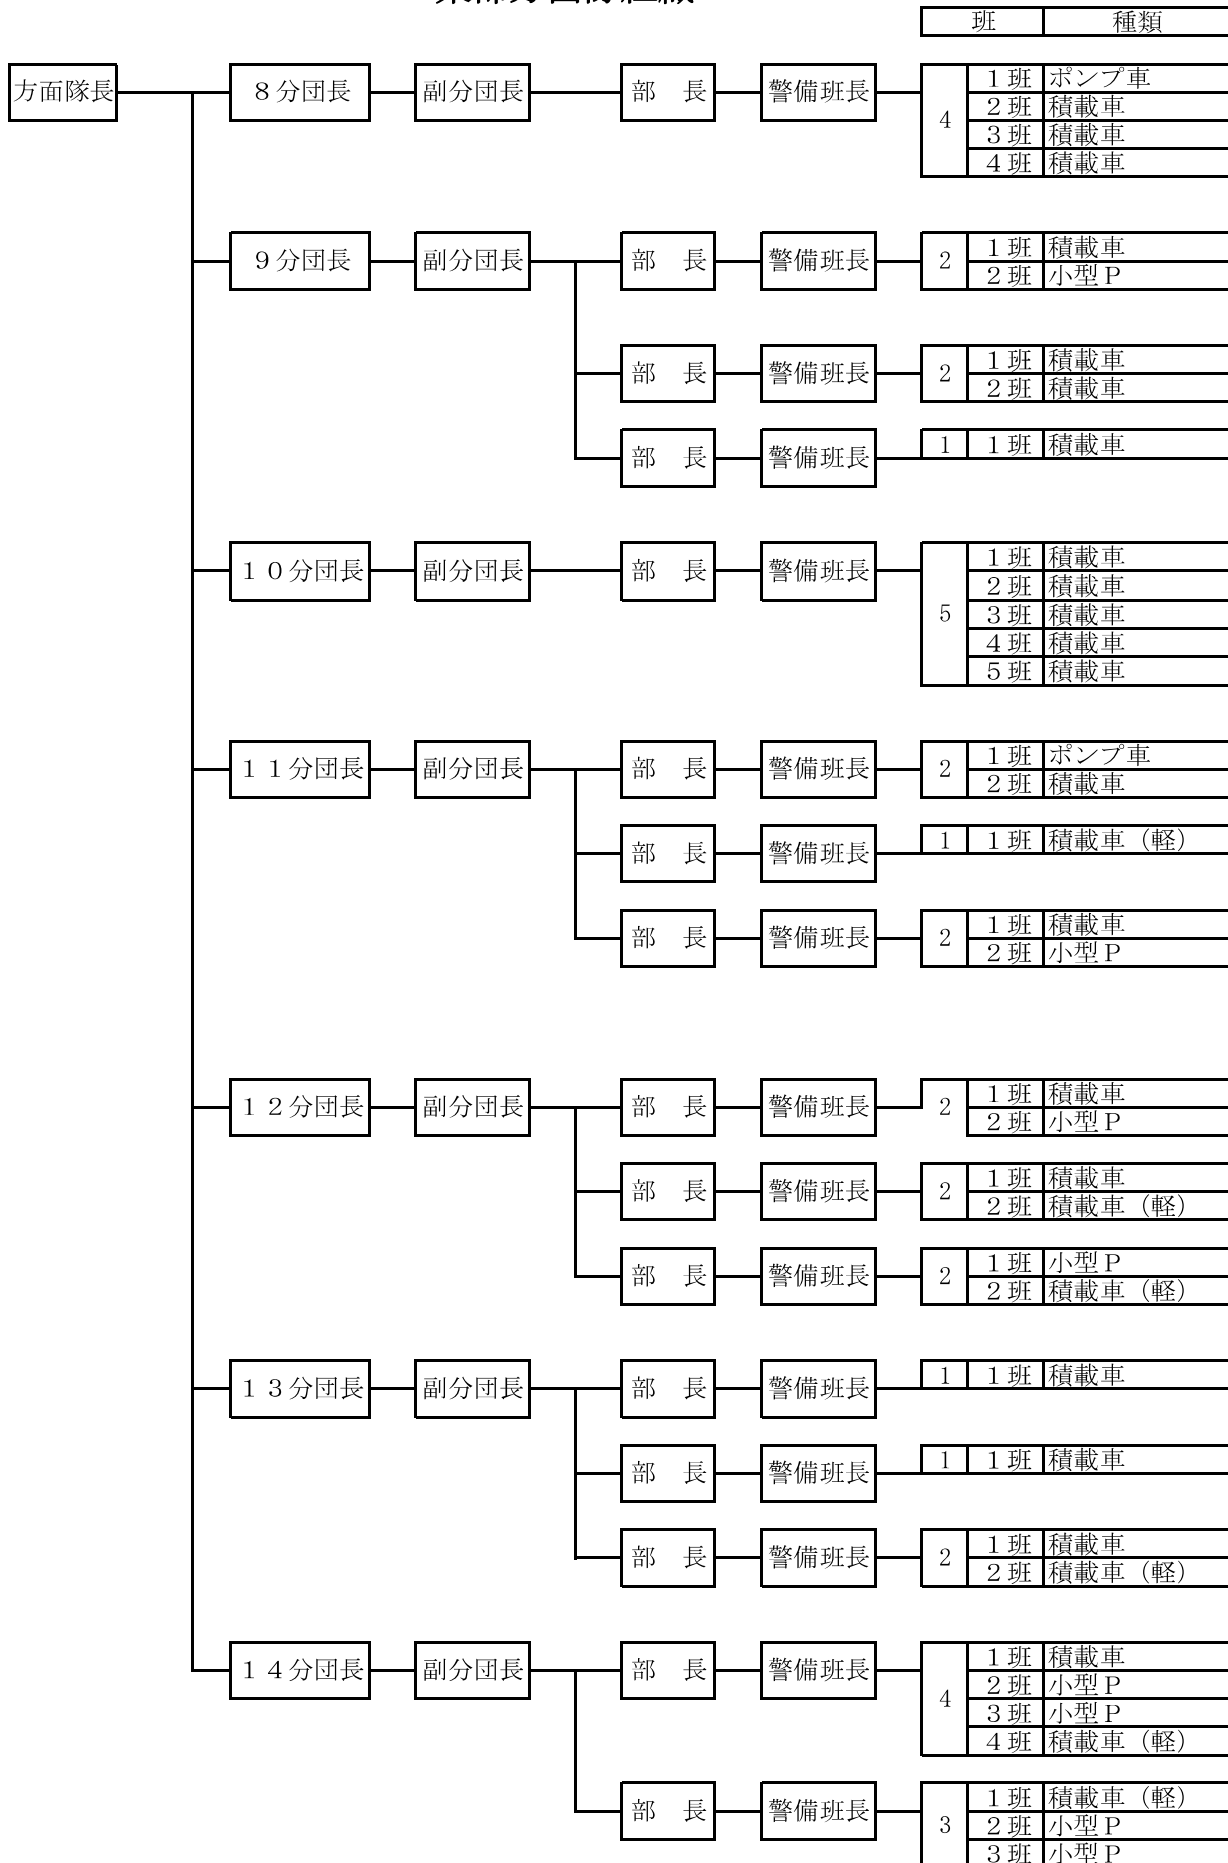 班 種類
方面隊長 8分団長 副分団長 部 長 警備班長 4 1班 ポンプ車
2班 積載車
3班 積載車
4班 積載車
9分団長 副分団長 部 長 警備班長 2 1班 積載車
2班 小型P
部 長 警備班長 2 1班 積載車
2班 積載車
部 長 警備班長 1 1班 積載車
10分団長 副分団長 部 長 警備班長 5 1班 積載車
2班 積載車
3班 積載車
4班 積載車
5班 積載車
11分団長 副分団長 部 長 警備班長 2 1班 ポンプ車
2班 積載車
部 長 警備班長 1 1班 積載車（軽）
部 長 警備班長 2 1班 積載車
2班 小型P
12分団長 副分団長 部 長 警備班長 2 1班 積載車
2班 小型P
部 長 警備班長 2 1班 積載車
2班 積載車（軽）
部 長 警備班長 2 1班 小型P
2班 積載車（軽）
13分団長 副分団長 部 長 警備班長 1 1班 積載車
部 長 警備班長 1 1班 積載車
部 長 警備班長 2 1班 積載車
2班 積載車（軽）
14分団長 副分団長 部 長 警備班長 4 1班 積載車
2班 小型P
3班 小型P
4班 積載車（軽）
部 長 警備班長 3 1班 積載車（軽）
2班 小型P
3班 小型P